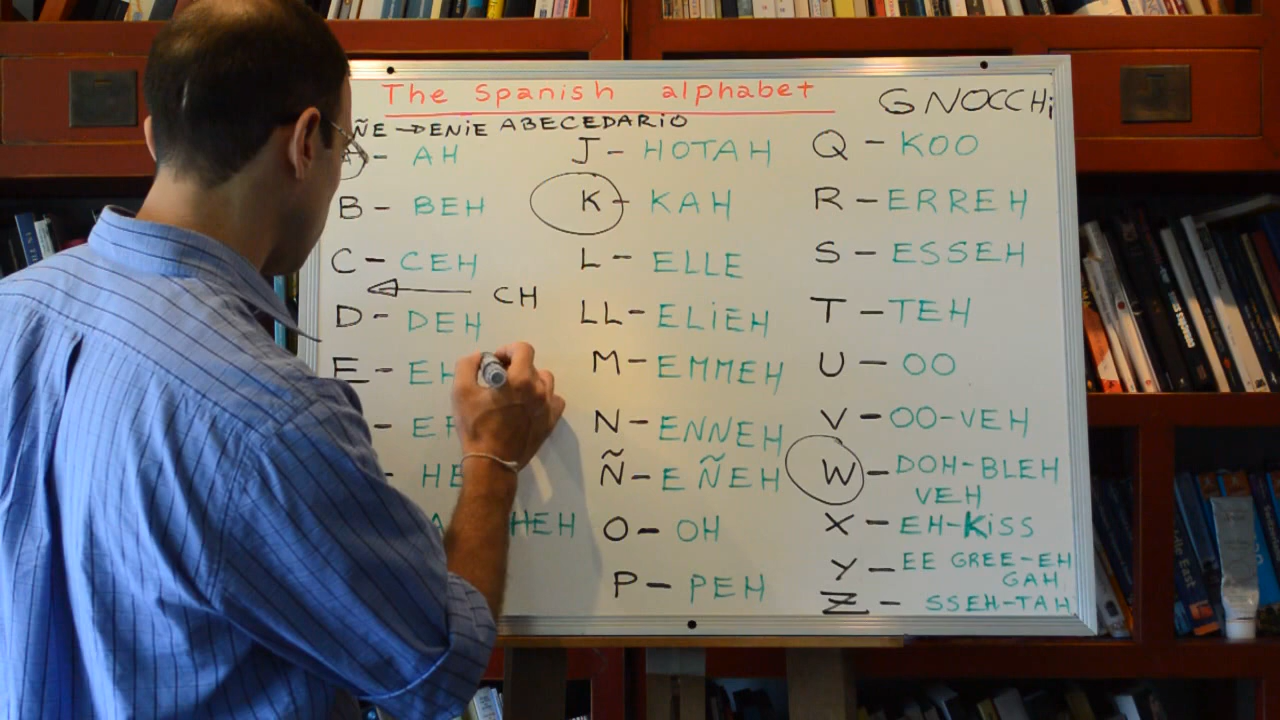 The Spanish alphabet
GNOCCHi
ÑE-DENiE ABECEDARiO
A - AH
B - BEH
C - CEH
CH
D - DEH
E - EH
-
HE
HEH
J - HOTAH
K - KAH
L - ELLE
LL - ELiEH
M - EMMEH
N - ENNEH
Ñ - EÑEH
O - OH
P - PEH
Q - KOO
R - ERREH
S - ESSEH
T - TEH
U - OO
V - OO-VEH
W - DOH-BLEH
VEH
X - EH-KiSS
Y - EE GREE-EH
GAH
Z - SSEH-TAH